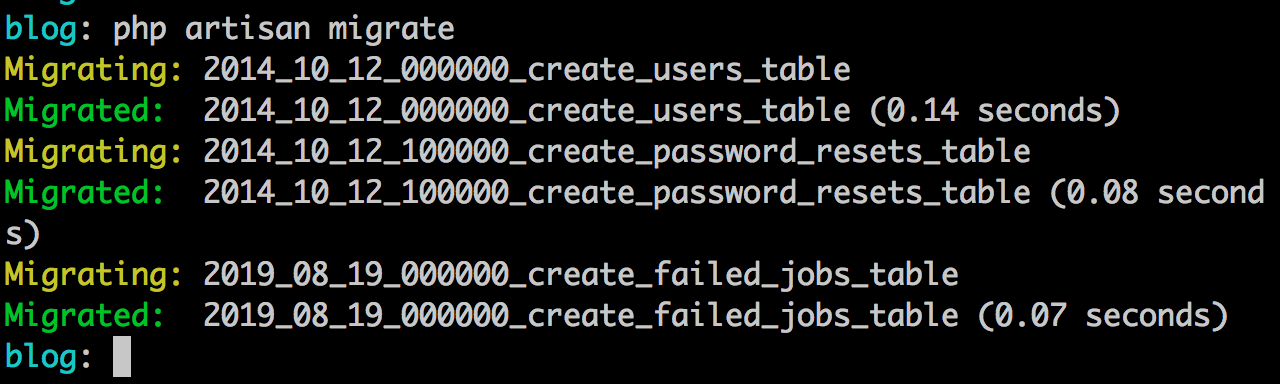 blog: php artisan migrate
Migrating: 2014_10_12_000000_create_users_table
Migrated:  2014_10_12_000000_create_users_table (0.14 seconds)
Migrating: 2014_10_12_100000_create_password_resets_table
Migrated:  2014_10_12_100000_create_password_resets_table (0.08 second
s)
Migrating: 2019_08_19_000000_create_failed_jobs_table
Migrated:  2019_08_19_000000_create_failed_jobs_table (0.07 seconds)
blog: